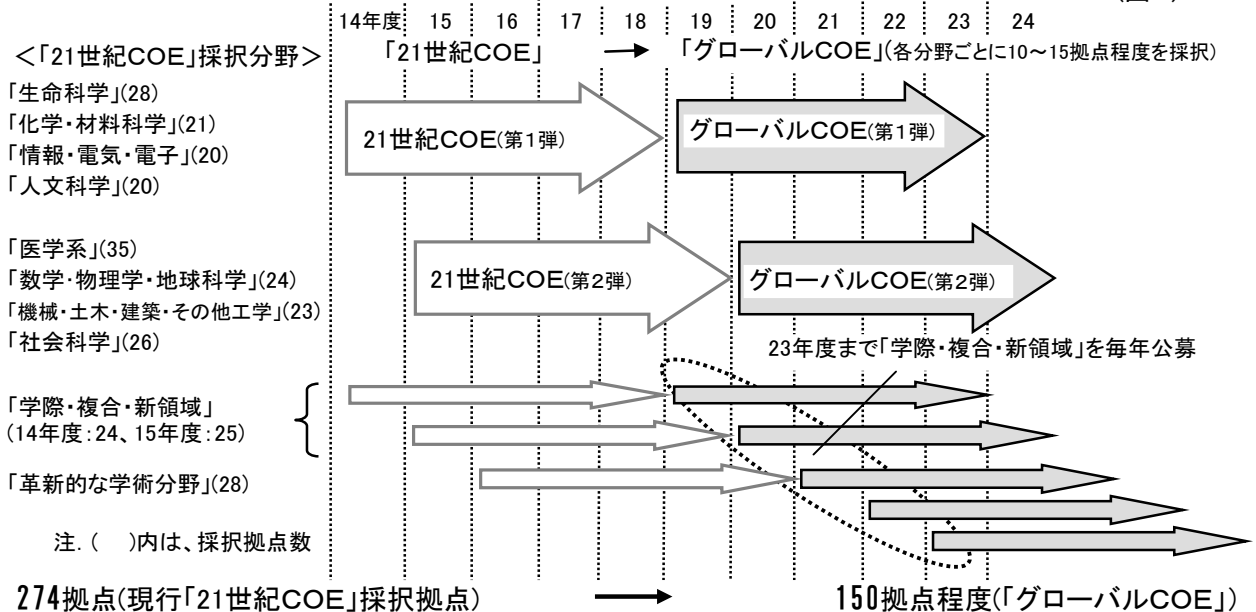 14年度 15 16 17 18 19 20 21 22 23 24
＜「21世紀COE」採択分野＞ 「21世紀COE」 → 「グローバルCOE」(各分野ごとに10～15拠点程度を採択)
「生命科学」(28)
「化学・材料科学」(21)
「情報・電気・電子」(20)
「人文科学」(20)
21世紀COE(第1弾) グローバルCOE(第1弾)
「医学系」(35)
「数学・物理学・地球科学」(24)
「機械・土木・建築・その他工学」(23)
「社会科学」(26)
21世紀COE(第2弾) グローバルCOE(第2弾)
23年度まで「学際・複合・新領域」を毎年公募
「学際・複合・新領域」
(14年度：24、15年度：25)
「革新的な学術分野」(28)
注．( )内は、採択拠点数
274拠点(現行「21世紀COE」採択拠点) → 150拠点程度(「グローバルCOE」)